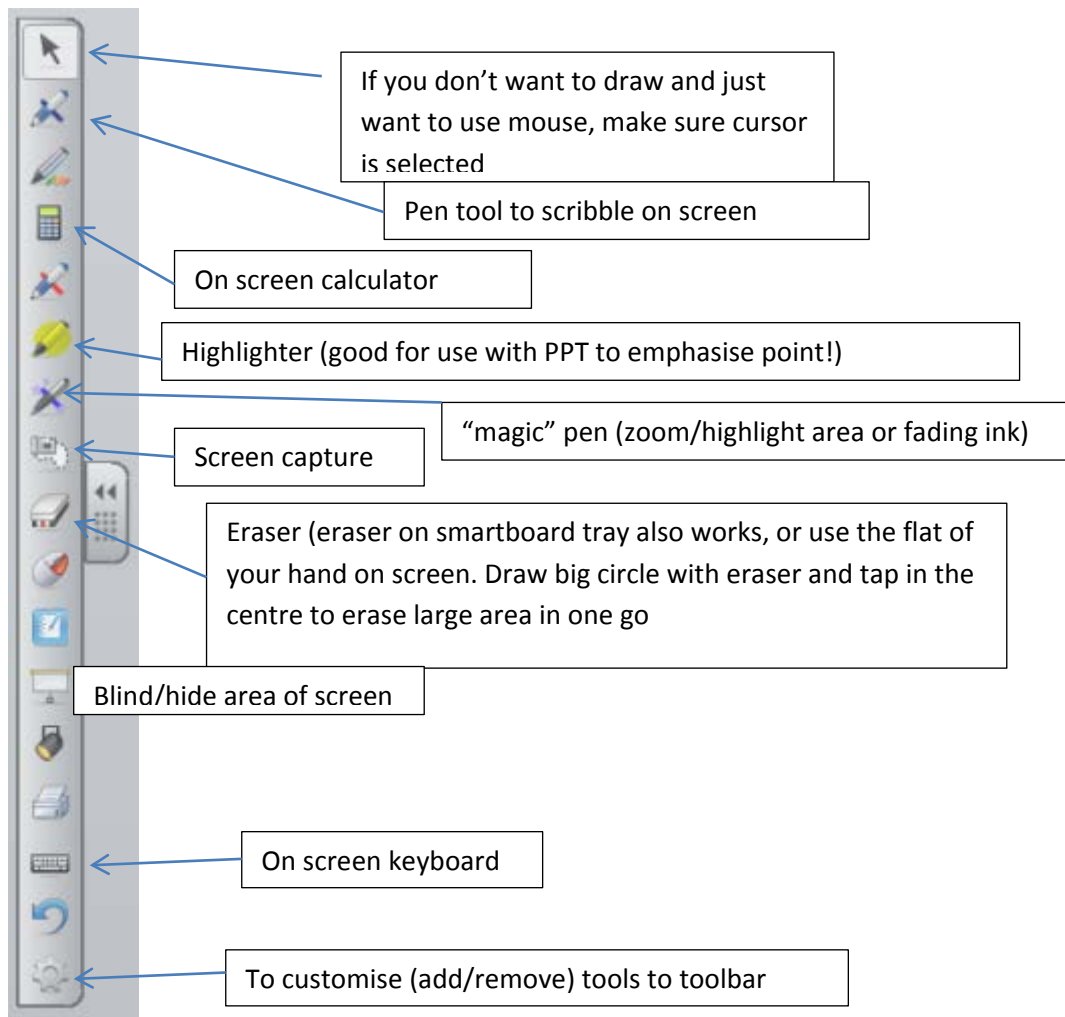 If you don’t want to draw and just
want to use mouse, make sure cursor
is selected
Pen tool to scribble on screen
On screen calculator
Highlighter (good for use with PPT to emphasise point!)
“magic” pen (zoom/highlight area or fading ink)
Screen capture
Eraser (eraser on smartboard tray also works, or use the flat of
your hand on screen. Draw big circle with eraser and tap in the
centre to erase large area in one go
Blind/hide area of screen
On screen keyboard
To customise (add/remove) tools to toolbar